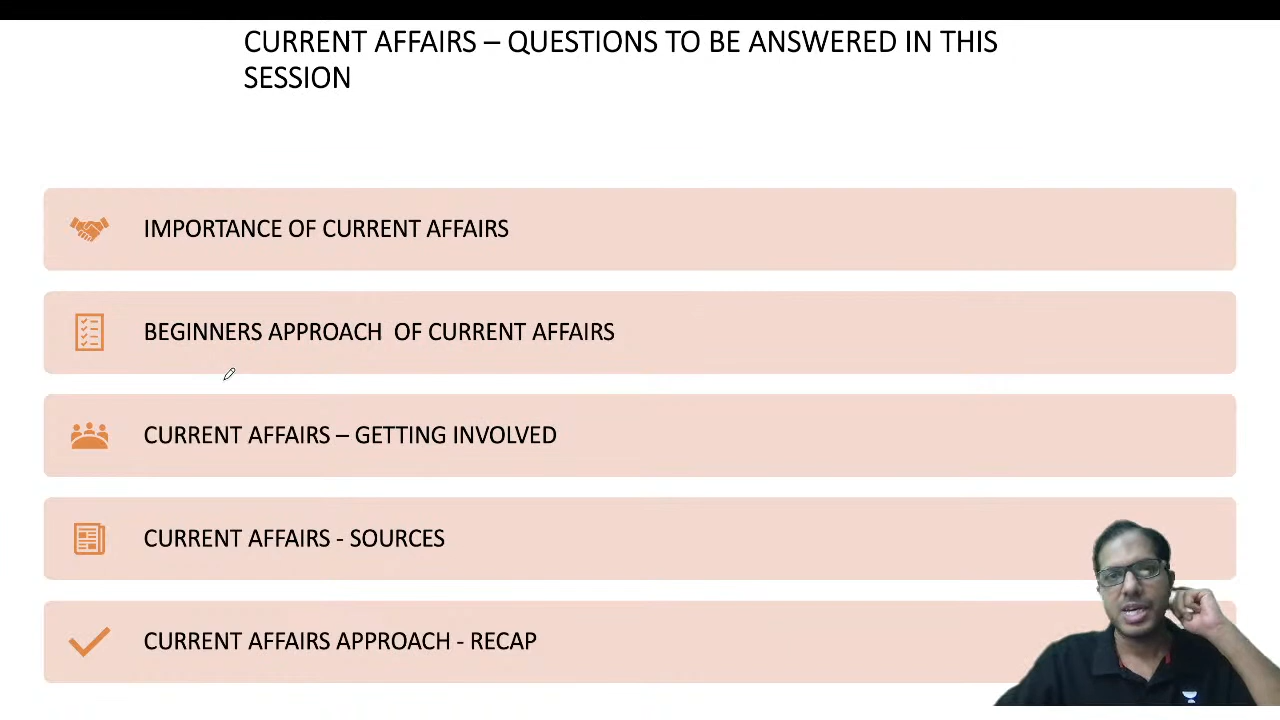 CURRENT AFFAIRS – QUESTIONS TO BE ANSWERED IN THIS
SESSION
IMPORTANCE OF CURRENT AFFAIRS
BEGINNERS APPROACH OF CURRENT AFFAIRS
CURRENT AFFAIRS – GETTING INVOLVED
CURRENT AFFAIRS - SOURCES
CURRENT AFFAIRS APPROACH - RECAP